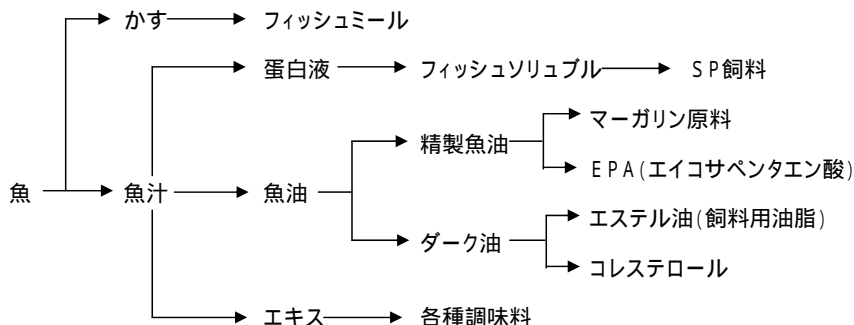 かす
フィッシュミール
蛋白液
フィッシュソリュブル
SP飼料
マーガリン原料
精製魚油
EPA(エイコサペンタエン酸)
魚
魚汁
魚油
エステル油(飼料用油脂)
ダーク油
コレステロール
エキス
各種調味料